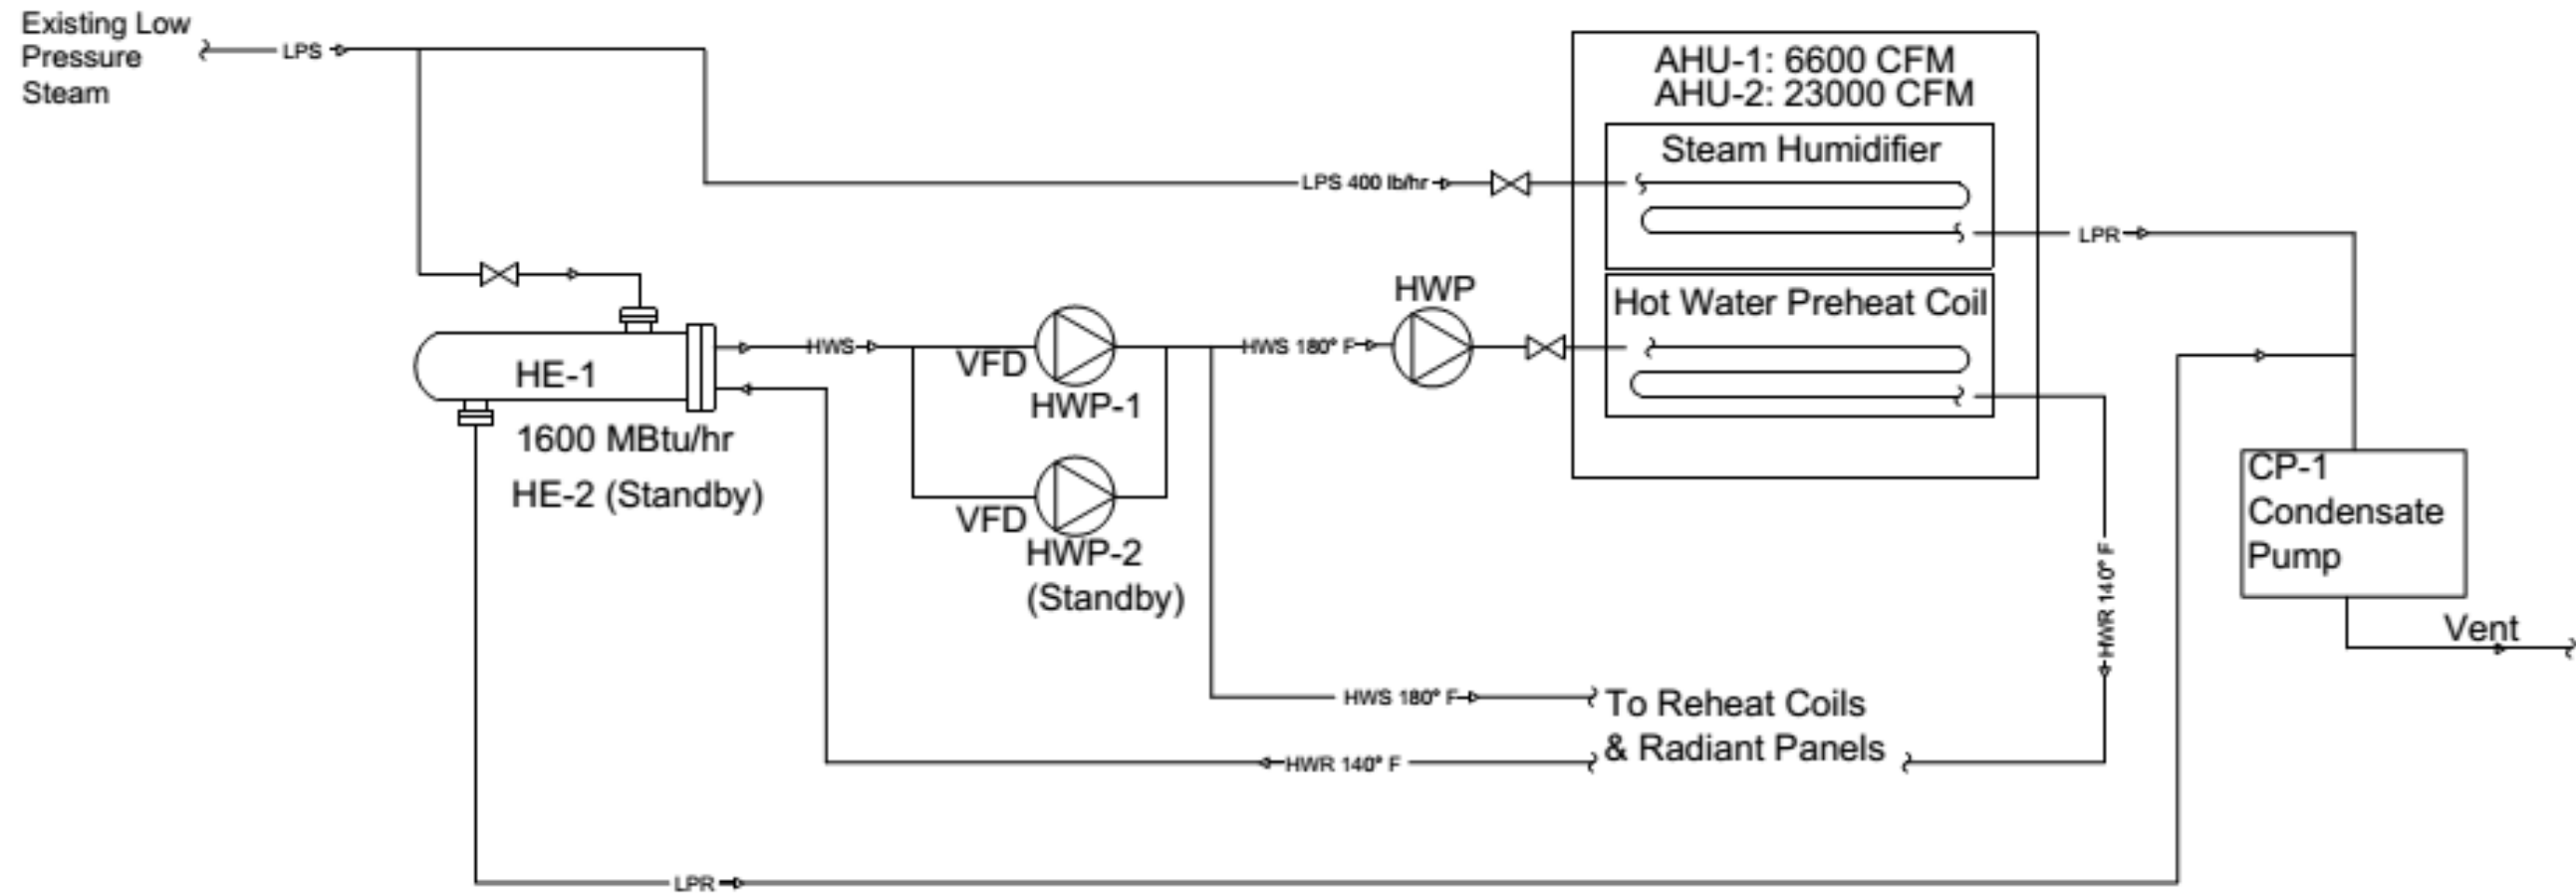 Existing Low
Pressure
Steam
LPS
AHU-1: 6600 CFM
AHU-2: 23000 CFM
Steam Humidifier
LPS 400 lb/hr
LPR
HWP
Hot Water Preheat Coil
HWS
VFD
HWS 180° F
HE-1
HWP-1
1600 MBtu/hr
HE-2 (Standby)
VFD
HWP-2
(Standby)
CP-1
Condensate
Pump
HWR 140° F
Vent
HWS 180° F
To Reheat Coils
& Radiant Panels
HWR 140° F
LPR